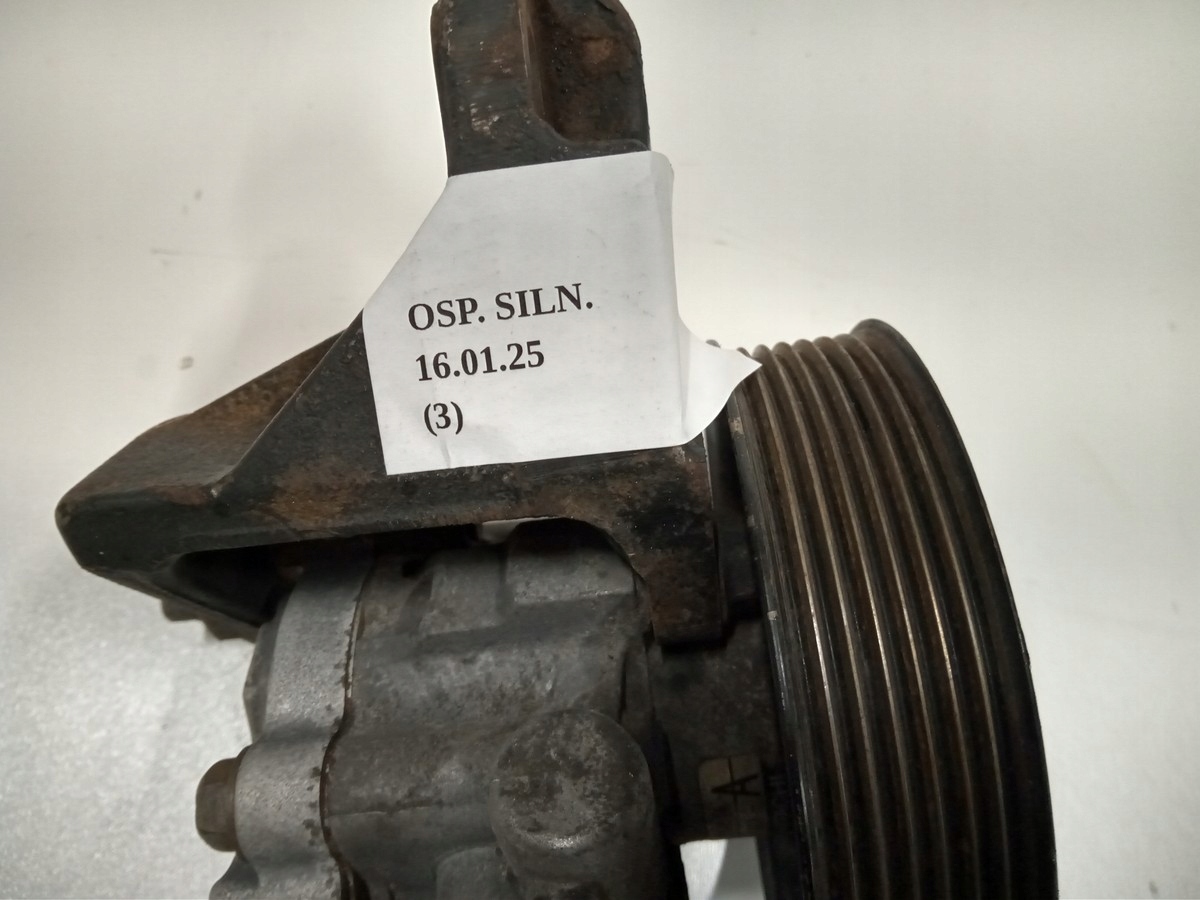 OSP. SILN.
16.01.25
(3)
A